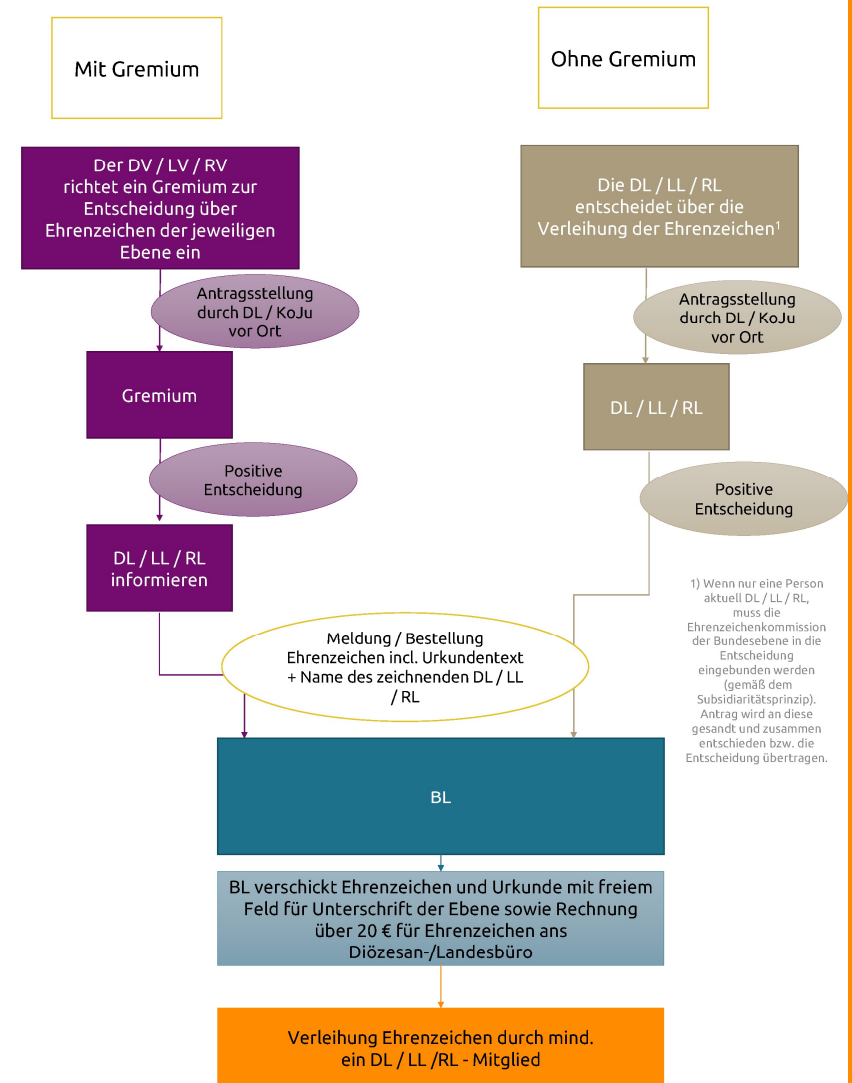 Mit Gremium
Ohne Gremium
Der DV / LV / RV
richtet ein Gremium zur
Entscheidung über
Ehrenzeichen der jeweiligen
Ebene ein
Die DL / LL / RL
entscheidet über die
Verleihung der Ehrenzeichen¹
Antragsstellung
durch DL / KoJu
vor Ort
Antragsstellung
durch DL / KoJu
vor Ort
Gremium
DL / LL / RL
Positive
Entscheidung
Positive
Entscheidung
DL / LL / RL
informieren
1) Wenn nur eine Person
aktuell DL / LL / RL,
muss die
Ehrenzeichenkommission
der Bundesebene in die
Entscheidung
eingebunden werden
(gemäß dem
Subsidiaritätsprinzip).
Antrag wird an diese
gesandt und zusammen
entschieden bzw. die
Entscheidung übertragen.
Meldung / Bestellung
Ehrenzeichen incl. Urkundentext
+ Name des zeichnenden DL / LL
/ RL
BL
BL verschickt Ehrenzeichen und Urkunde mit freiem
Feld für Unterschrift der Ebene sowie Rechnung
über 20 € für Ehrenzeichen ans
Diözesan-/Landesbüro
Verleihung Ehrenzeichen durch mind.
ein DL / LL /RL - Mitglied